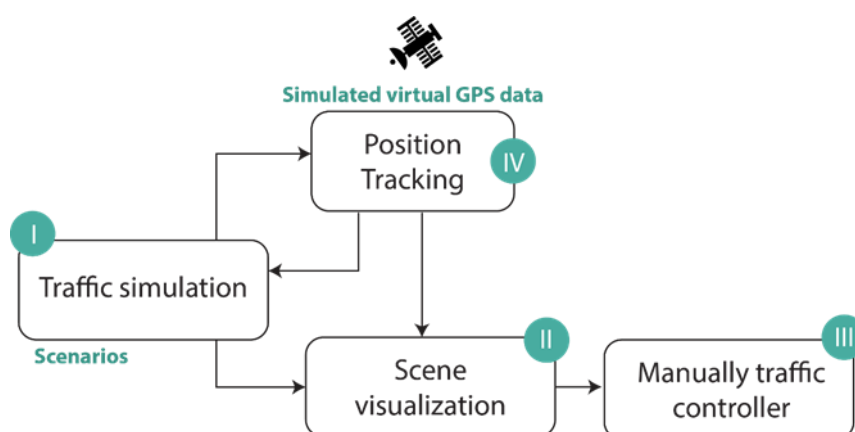 Simulated virtual GPS data
Position
Tracking
IV
I
Traffic simulation
Scenarios
II
Scene
visualization
III
Manually traffic
controller